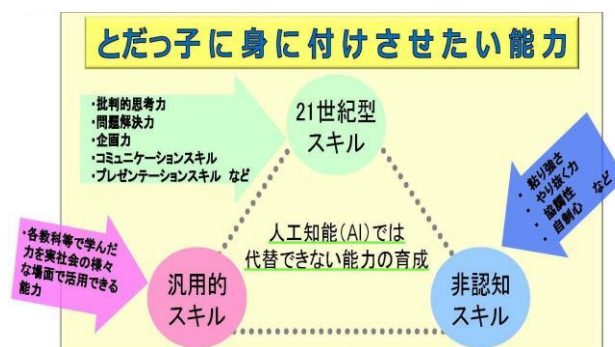 とだっ子に身に付けさせたい能力
・批判的思考力
・問題解決力
・企画力
・コミュニケーションスキル
・プレゼンテーションスキル など
21世紀型
スキル
・粘り強さ
・やり抜く力
・協調性
・自制心 など
・各教科等で学んだ
力を実社会の様々
な場面で活用できる
能力
人工知能(AI)では
代替できない能力の育成
汎用的
スキル
非認知
スキル